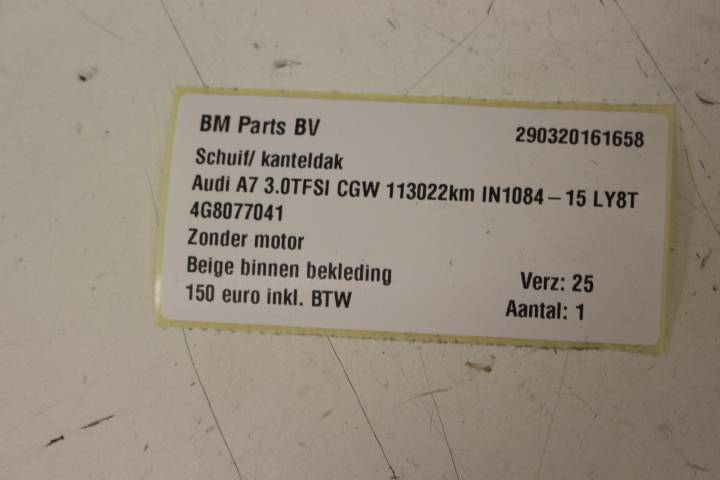 BM Parts BV 290320161658
Schuif/ kanteldak
Audi A7 3.0TFSI CGW 113022km IN1084-15 LY8T
4G8077041
Zonder motor
Beige binnen bekleding Verz: 25
150 euro inkl. BTW Aantal: 1